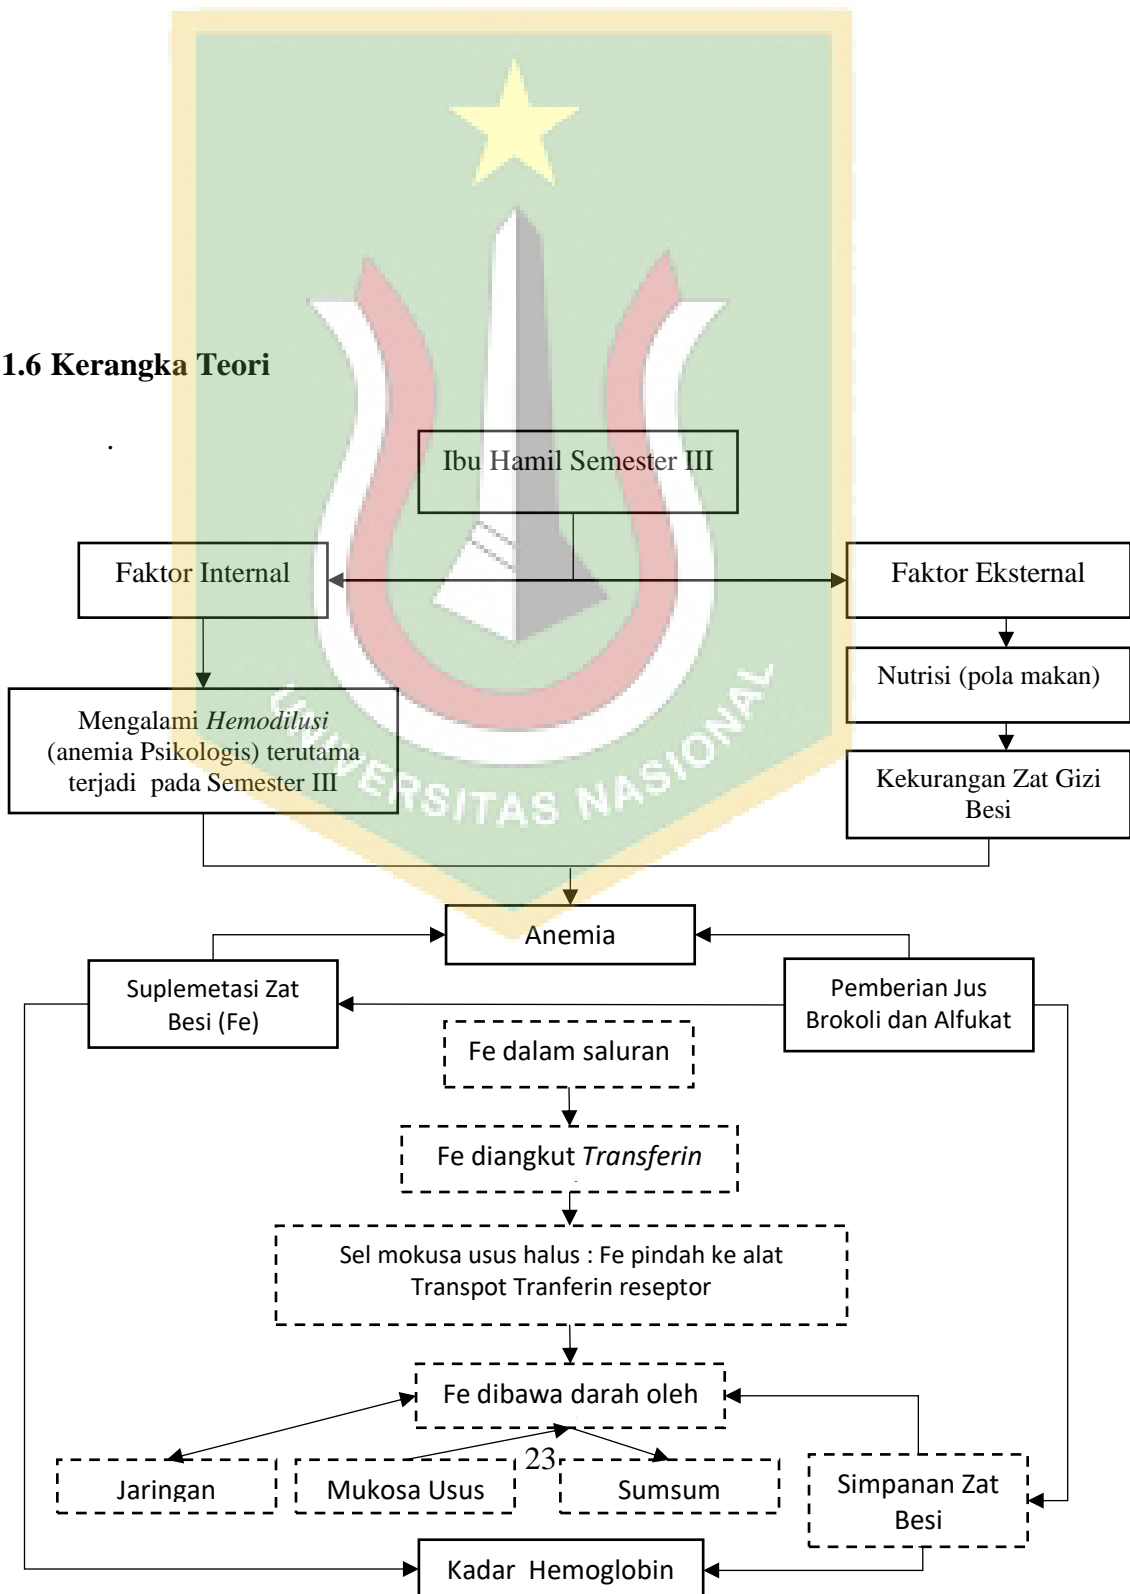 1.6 Kerangka Teori
.
Ibu Hamil Semester III
Faktor Internal
Faktor Eksternal
Nutrisi (pola makan)
Mengalami Hemodilusi
(anemia Psikologis) terutama
terjadi pada Semester III
Kekurangan Zat Gizi
Besi
UNIVERSITAS NASIONAL
Anemia
Suplemetasi Zat
Besi (Fe)
Pemberian Jus
Brokoli dan Alfukat
Fe dalam saluran
Fe diangkut Transferin
Sel mokusa usus halus : Fe pindah ke alat
Transpot Tranferin reseptor
Fe dibawa darah oleh
23
Jaringan
Mukosa Usus
Sumsum
Simpanan Zat
Besi
Kadar Hemoglobin